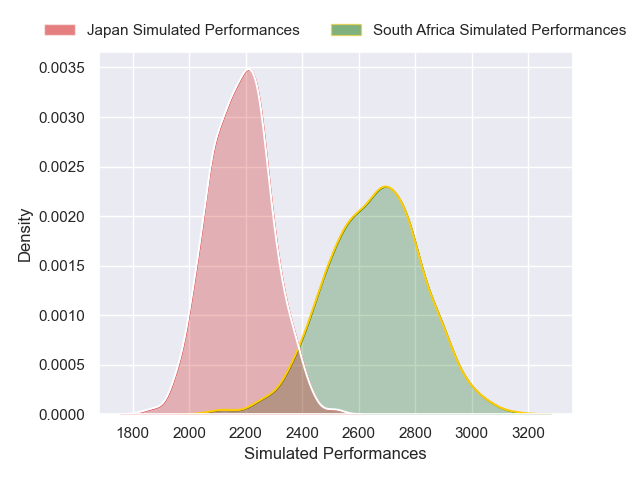 Japan Simulated Performances South Africa Simulated Performances
0.0035
0.0030
0.0025
0.0020
0.0015
0.0010
0.0005
0.0000
Density
1800 2000 2200 2400 2600 2800 3000 3200
Simulated Performances